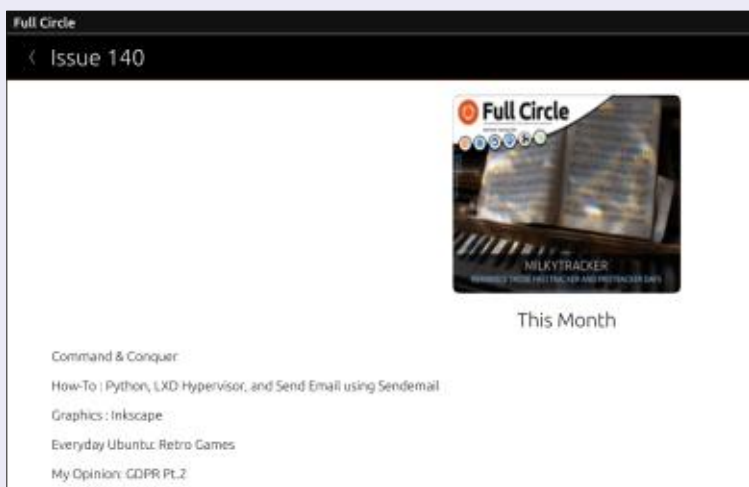 Full Circle
Issue 140
Full Circle
MILKYTRACKER
This Month
Command & Conquer
How-To : Python, LXD Hypervisor, and Send Email using Sendemail
Graphics : Inkscape
Everyday Ubuntu: Retro Games
My Opinion: GDPR Pt.2